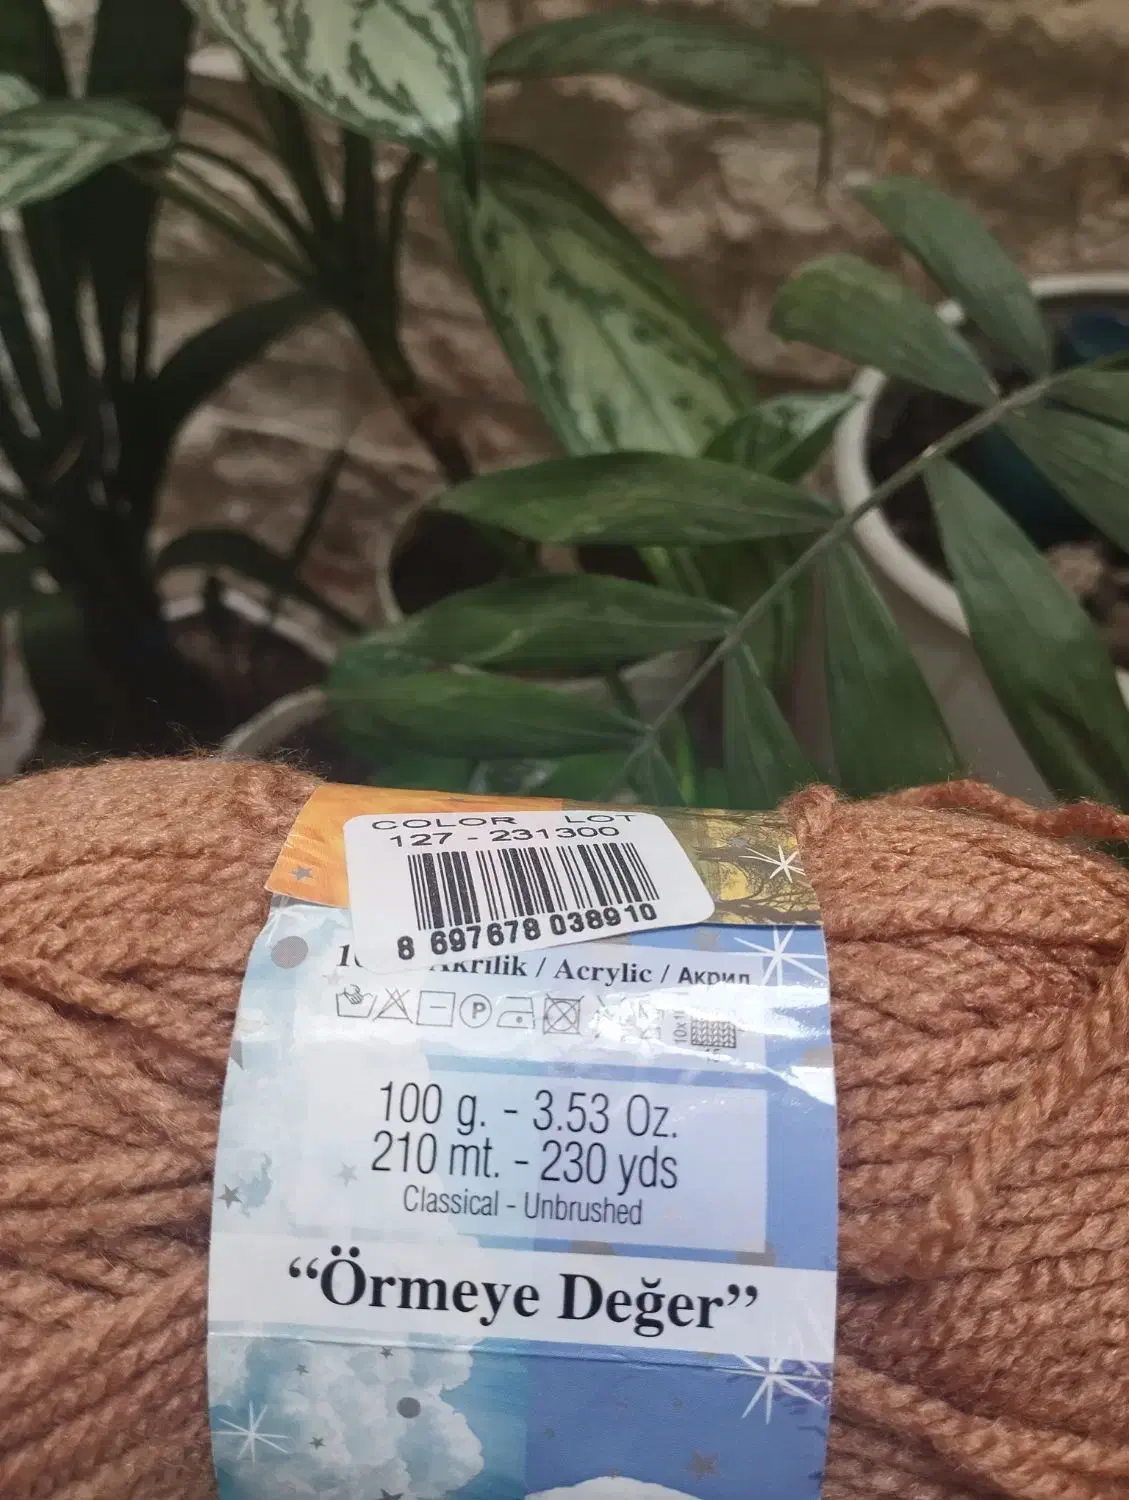 COLOR LOT
127 - 231300
8 697678 038910
Akrilik / Acrylic / Акрил
P
100 g. - 3.53 Oz.
210 mt. - 230 yds
Classical - Unbrushed
“Örmeye Değer”